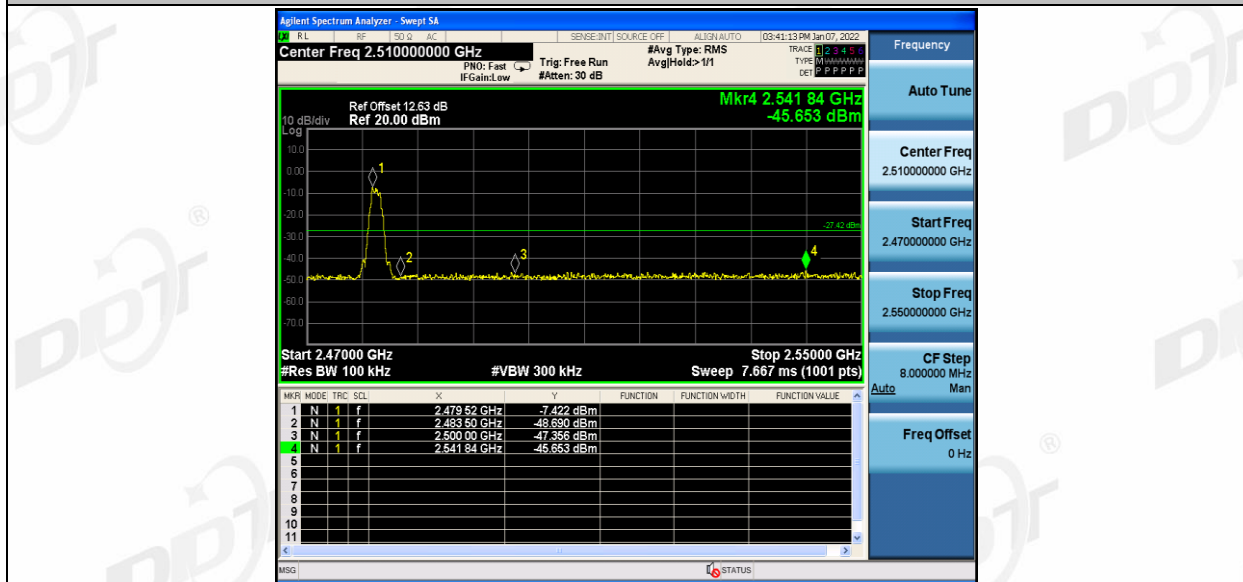 Agilent Spectrum Analyzer - Swept SA
LXI RL RF 50 Ω AC SENSE:INT SOURCE OFF ALIGN AUTO 03:41:13 PM Jan 07, 2022
Center Freq 2.510000000 GHz
PNO: Fast
IFGain:Low
Trig: Free Run
#Atten: 30 dB
#Avg Type: RMS
Avg|Hold:>1/1
TRACE 1 2 3 4 5 6
TYPE M WWWWW
DET P P P P P P
Mkr4 2.541 84 GHz
-45.653 dBm
Ref Offset 12.63 dB
10 dB/div Ref 20.00 dBm
Log
10.0
0.00
-10.0
-20.0
-30.0
-40.0
-50.0
-60.0
-70.0
1
2
3
4
-27.42 dBm
Start 2.47000 GHz Stop 2.55000 GHz
#Res BW 100 kHz #VBW 300 kHz Sweep 7.667 ms (1001 pts)
MKR MODE TRC SCL X Y FUNCTION FUNCTION WIDTH FUNCTION VALUE
1 N 1 f 2.479 52 GHz -7.422 dBm
2 N 1 f 2.483 50 GHz -48.690 dBm
3 N 1 f 2.500 00 GHz -47.356 dBm
4 N 1 f 2.541 84 GHz -45.653 dBm
5
6
7
8
9
10
11
MSG STATUS
Frequency
Auto Tune
Center Freq
2.510000000 GHz
Start Freq
2.470000000 GHz
Stop Freq
2.550000000 GHz
CF Step
8.000000 MHz
Auto Man
Freq Offset
0 Hz
DDT
®